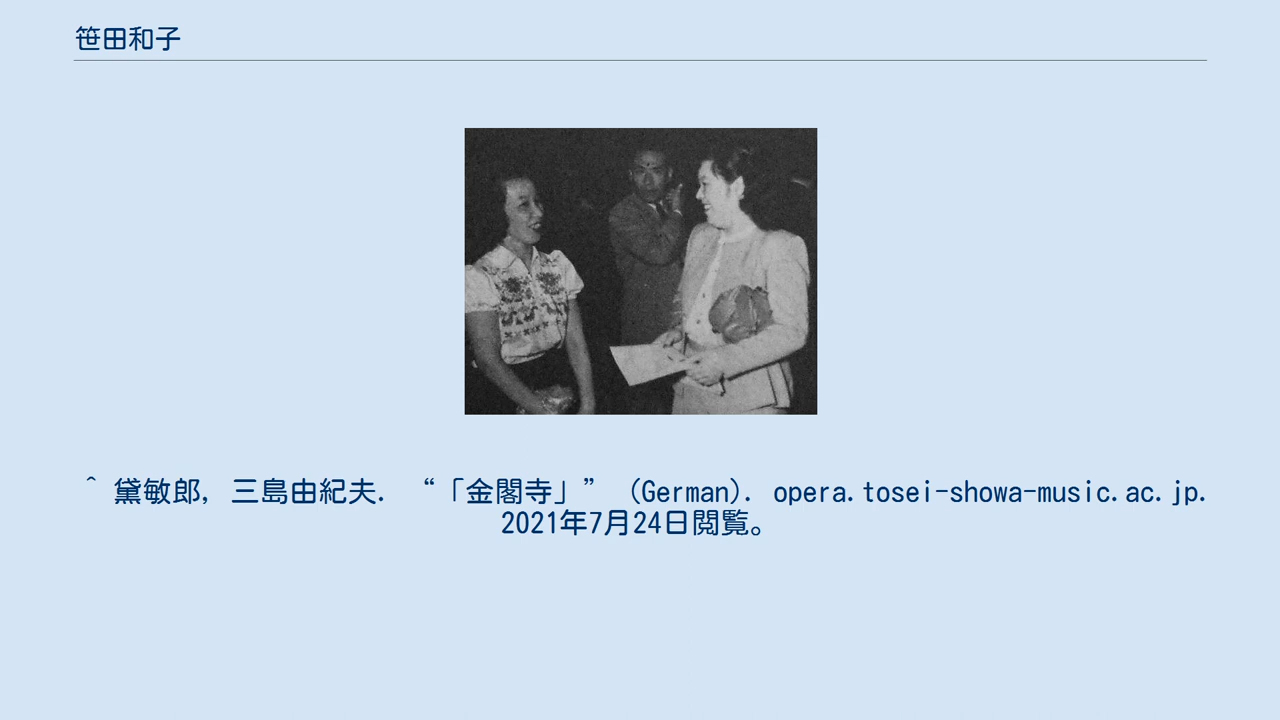 笹田和子
^ 黛敏郎, 三島由紀夫. “「金閣寺」” (German). opera.tosei-showa-music.ac.jp.
2021年7月24日閲覧。